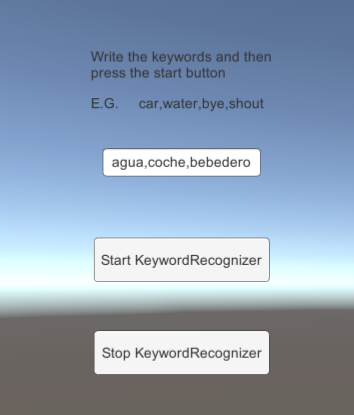 Write the keywords and then
press the start button
E.G. car,water,bye,shout
agua,coche,bebedero
Start KeywordRecognizer
Stop KeywordRecognizer